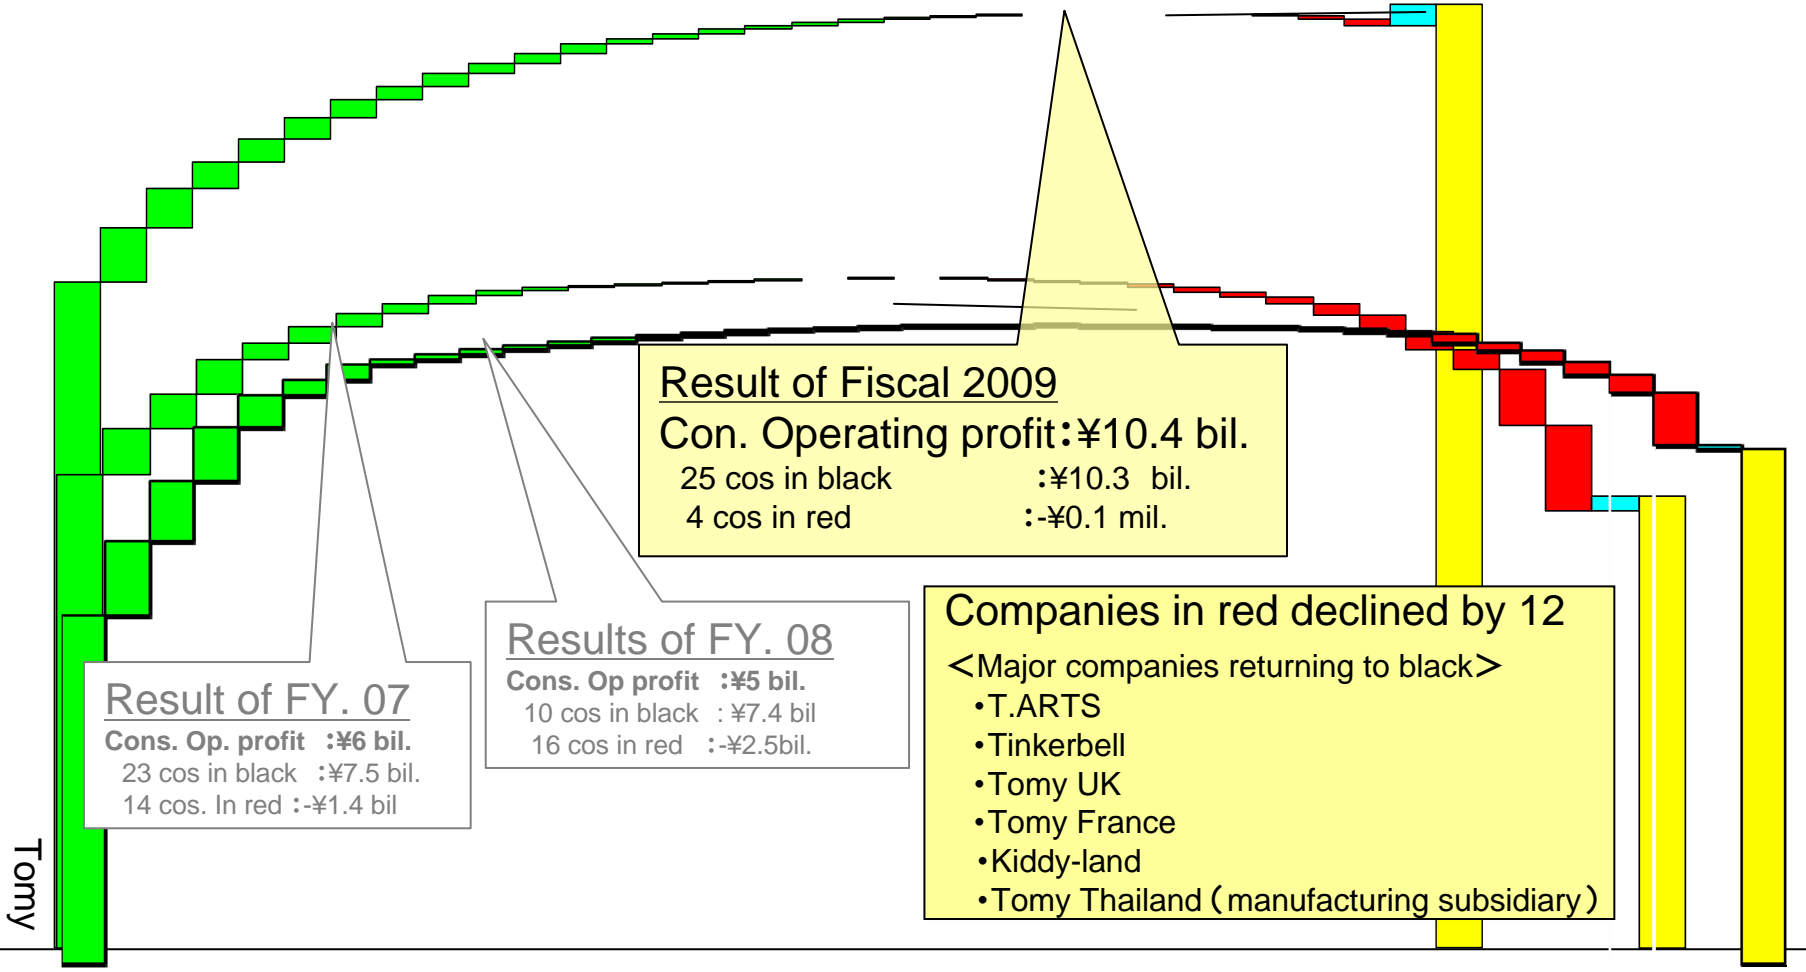 Result of Fiscal 2009
Con. Operating profit:¥10.4 bil.
25 cos in black :¥10.3 bil.
4 cos in red :-¥0.1 mil.
Results of FY. 08
Cons. Op profit :¥5 bil.
10 cos in black : ¥7.4 bil
16 cos in red :-¥2.5bil.
Result of FY. 07
Cons. Op. profit :¥6 bil.
23 cos in black :¥7.5 bil.
14 cos. In red :-¥1.4 bil
Companies in red declined by 12
<Major companies returning to black>
•T.ARTS
•Tinkerbell
•Tomy UK
•Tomy France
•Kiddy-land
•Tomy Thailand (manufacturing subsidiary)
Tomy